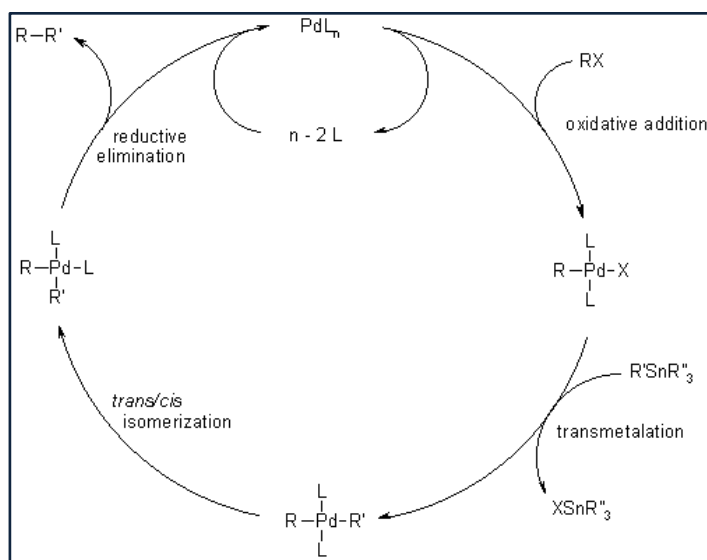 PdLn
R–R'
RX
n - 2 L
reductive
elimination
oxidative addition
L
R–Pd-L
R'
L
R–Pd-X
L
R'SnR"3
trans/cis
isomerization
transmetalation
L
R–Pd-R'
L
XSnR"3